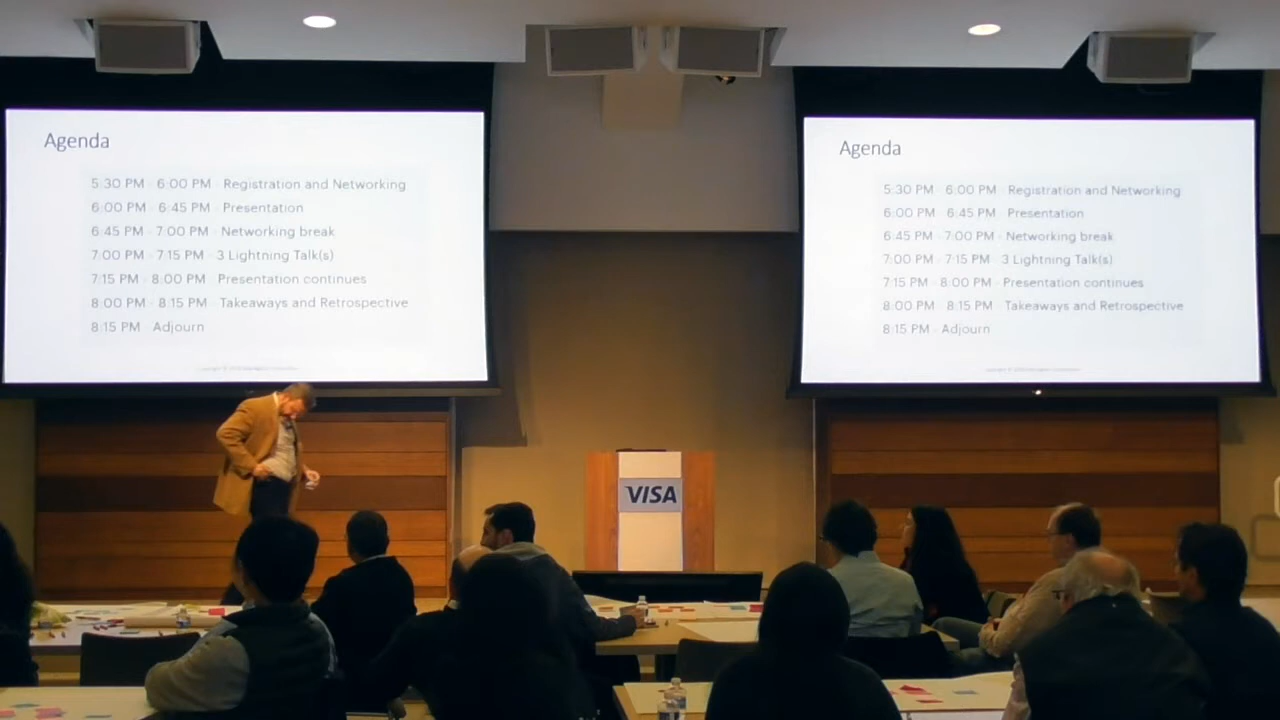 Agenda
5:30 PM - 6:00 PM - Registration and Networking
6:00 PM - 6:45 PM - Presentation
6:45 PM - 7:00 PM - Networking break
7:00 PM - 7:15 PM - 3 Lightning Talk(s)
7:15 PM - 8:00 PM - Presentation continues
8:00 PM - 8:15 PM - Takeaways and Retrospective
8:15 PM - Adjourn
Agenda
5:30 PM - 6:00 PM - Registration and Networking
6:00 PM - 6:45 PM - Presentation
6:45 PM - 7:00 PM - Networking break
7:00 PM - 7:15 PM - 3 Lightning Talk(s)
7:15 PM - 8:00 PM - Presentation continues
8:00 PM - 8:15 PM - Takeaways and Retrospective
8:15 PM - Adjourn
VISA